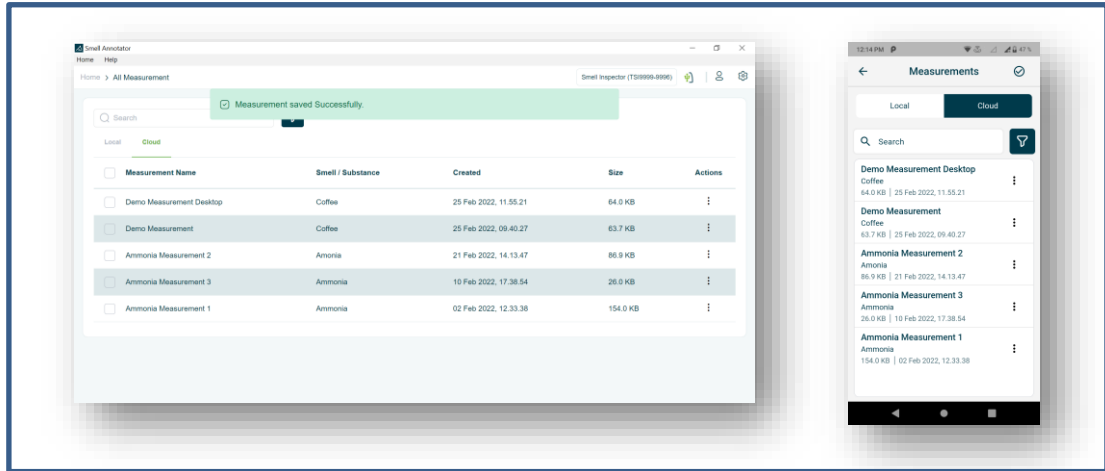 Smell Annotator
Home Help
Home > All Measurement
Smell Inspector (TSI9999-9996)
Measurement saved Successfully.
Search
Local Cloud
Measurement Name Smell / Substance Created Size Actions
Demo Measurement Desktop Coffee 25 Feb 2022, 11.55.21 64.0 KB
Demo Measurement Coffee 25 Feb 2022, 09.40.27 63.7 KB
Ammonia Measurement 2 Amonia 21 Feb 2022, 14.13.47 86.9 KB
Ammonia Measurement 3 Ammonia 10 Feb 2022, 17.38.54 26.0 KB
Ammonia Measurement 1 Ammonia 02 Feb 2022, 12.33.38 154.0 KB
12:14 PM P 47%
Measurements
Local Cloud
Search
Demo Measurement Desktop
Coffee
64.0 KB | 25 Feb 2022, 11.55.21
Demo Measurement
Coffee
63.7 KB | 25 Feb 2022, 09.40.27
Ammonia Measurement 2
Amonia
86.9 KB | 21 Feb 2022, 14.13.47
Ammonia Measurement 3
Ammonia
26.0 KB | 10 Feb 2022, 17.38.54
Ammonia Measurement 1
Ammonia
154.0 KB | 02 Feb 2022, 12.33.38